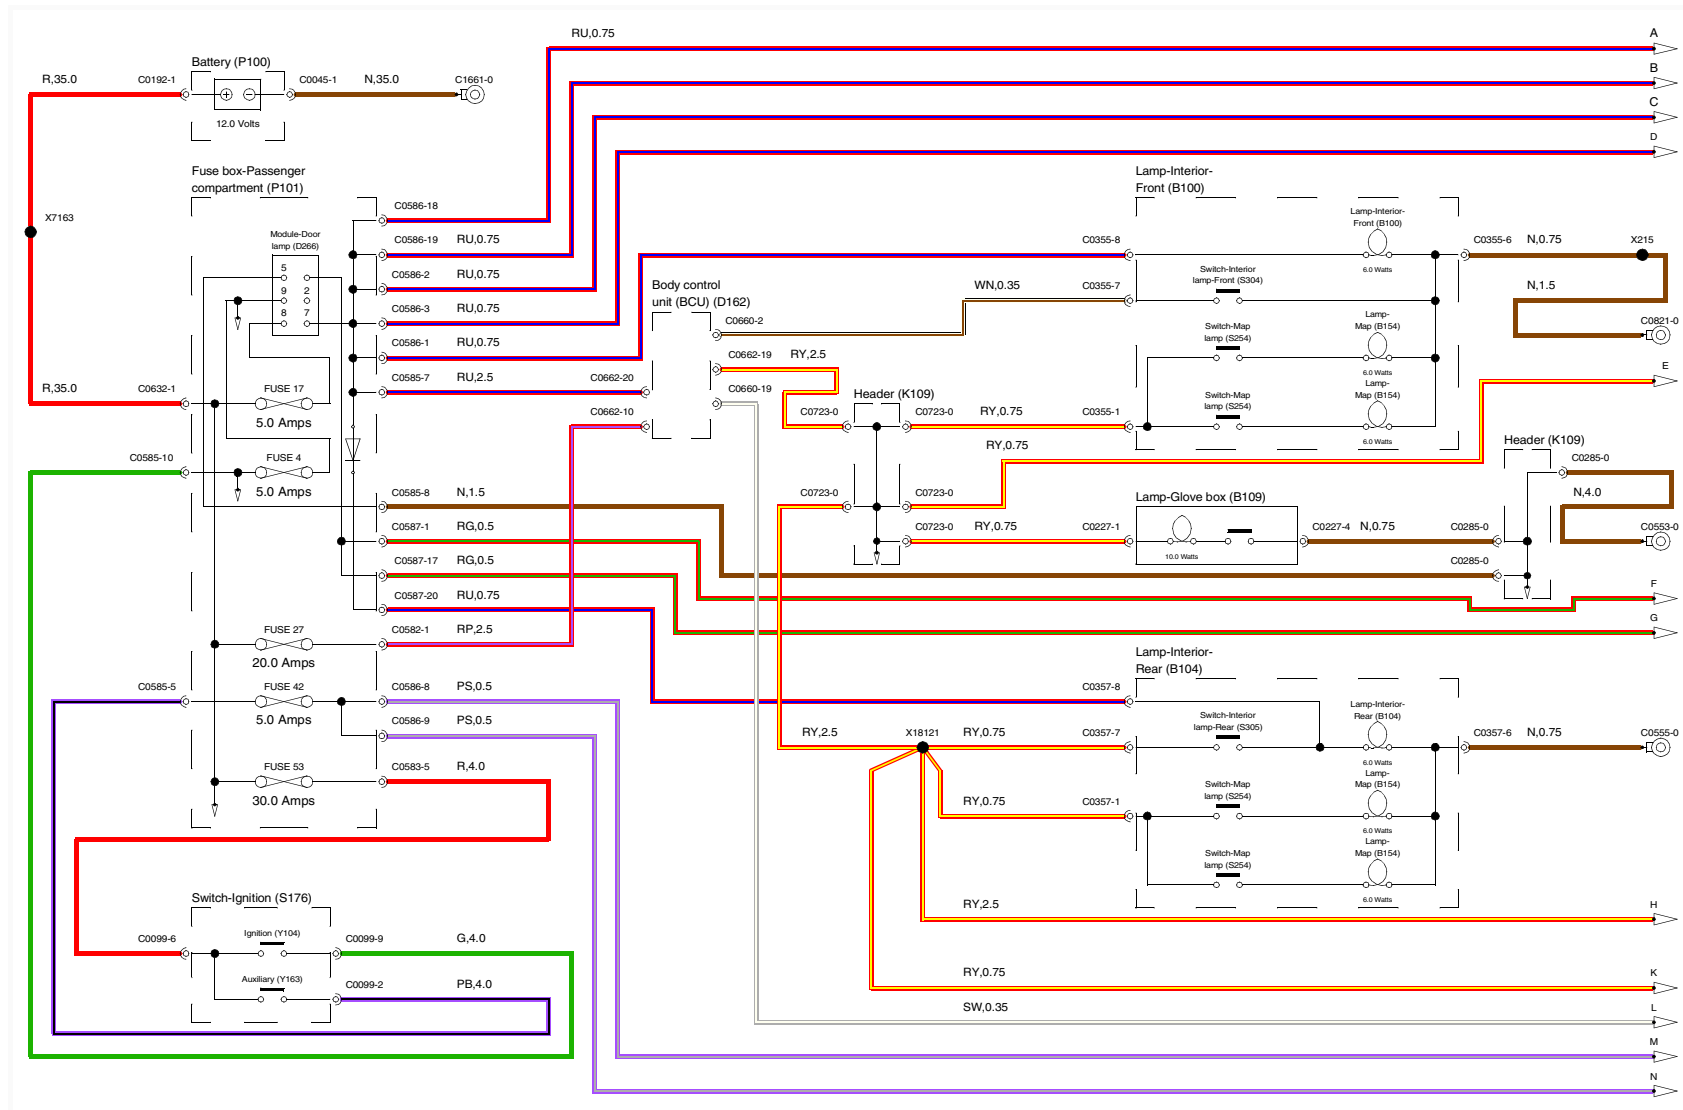 RU,0.75
A
Battery (P100)
R,35.0
C0192-1
C0045-1
N,35.0
C1661-0
B
12.0 Volts
C
D
Fuse box-Passenger
compartment (P101)
Lamp-Interior-
Front (B100)
X7163
C0586-18
Module-Door
lamp (D266)
C0586-19
RU,0.75
C0355-8
Lamp-Interior-
Front (B100)
6.0 Watts
C0355-6
N,0.75
X215
5
9
2
8
7
C0586-2
RU,0.75
Body control
unit (BCU) (D162)
WN,0.35
C0355-7
Switch-Interior
lamp-Front (S304)
N,1.5
C0586-3
RU,0.75
C0660-2
Switch-Map
lamp (S254)
Lamp-
Map (B154)
6.0 Watts
C0821-0
C0586-1
RU,0.75
C0662-19
RY,2.5
E
R,35.0
C0632-1
FUSE 17
5.0 Amps
C0585-7
RU,2.5
C0662-20
C0660-19
Header (K109)
Switch-Map
lamp (S254)
Lamp-
Map (B154)
6.0 Watts
C0662-10
C0723-0
C0723-0
RY,0.75
C0355-1
RY,0.75
Header (K109)
C0585-10
FUSE 4
5.0 Amps
C0285-0
C0585-8
N,1.5
C0723-0
C0723-0
Lamp-Glove box (B109)
N,4.0
C0587-1
RG,0.5
C0723-0
RY,0.75
C0227-1
10.0 Watts
C0227-4
N,0.75
C0285-0
C0553-0
C0587-17
RG,0.5
C0285-0
F
C0587-20
RU,0.75
G
FUSE 27
20.0 Amps
C0582-1
RP,2.5
Lamp-Interior-
Rear (B104)
C0585-5
FUSE 42
5.0 Amps
C0586-8
PS,0.5
C0357-8
C0586-9
PS,0.5
RY,2.5
X18121
RY,0.75
C0357-7
Switch-Interior
lamp-Rear (S305)
Lamp-Interior-
Rear (B104)
6.0 Watts
C0357-6
N,0.75
C0555-0
FUSE 53
30.0 Amps
C0583-5
R,4.0
RY,0.75
C0357-1
Switch-Map
lamp (S254)
Lamp-
Map (B154)
6.0 Watts
Switch-Map
lamp (S254)
Lamp-
Map (B154)
6.0 Watts
Switch-Ignition (S176)
RY,2.5
H
C0099-6
Ignition (Y104)
C0099-9
G,4.0
Auxiliary (Y163)
C0099-2
PB,4.0
RY,0.75
K
SW,0.35
L
M
N